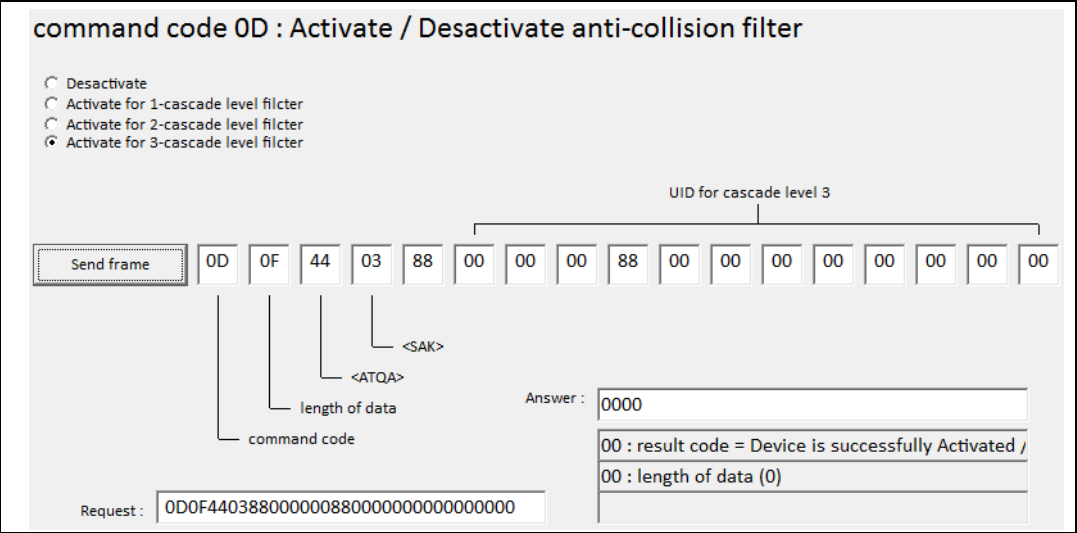 command code 0D : Activate / Desactivate anti-collision filter
Desactivate
Activate for 1-cascade level filcter
Activate for 2-cascade level filcter
Activate for 3-cascade level filcter
UID for cascade level 3
Send frame 0D 0F 44 03 88 00 00 00 88 00 00 00 00 00 00 00 00
<SAK>
<ATQA>
length of data
command code
Answer : 0000
00 : result code = Device is successfully Activated /
00 : length of data (0)
Request : 0D0F440388000000880000000000000000